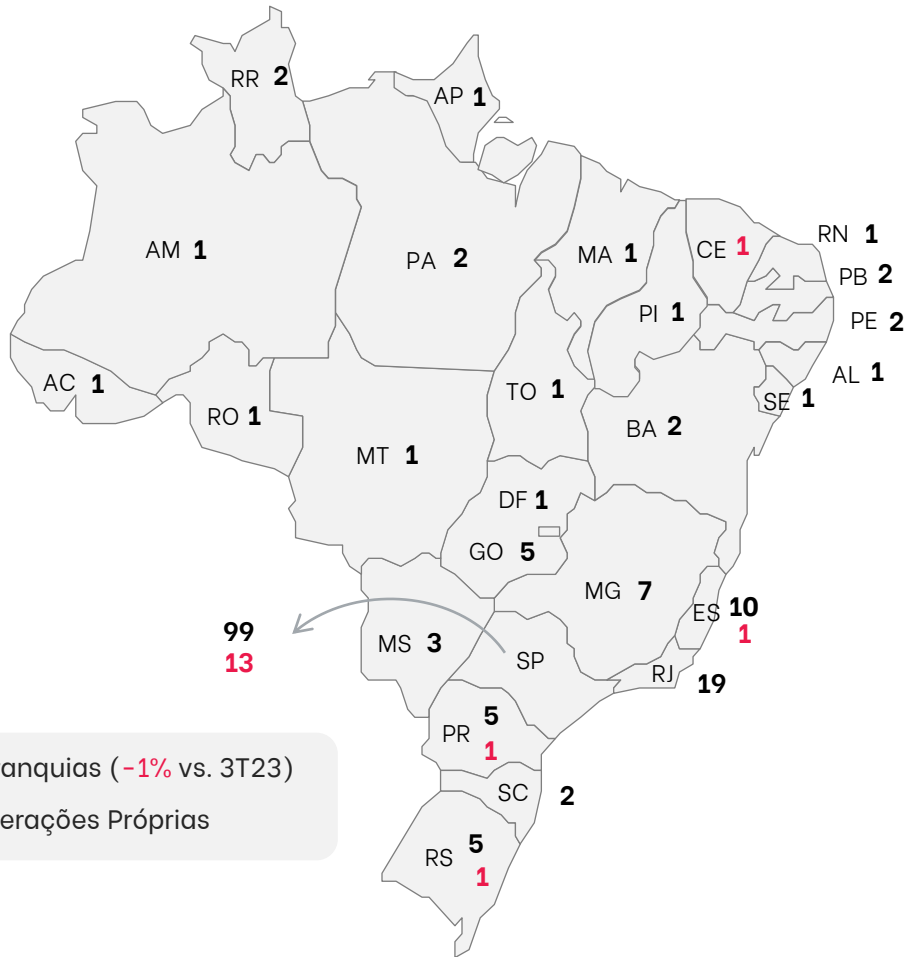 RR 2
AP 1
AM 1
PA 2
MA 1
CE 1
RN 1
PB 2
PI 1
PE 2
AC 1
RO 1
TO 1
AL 1
SE 1
MT 1
BA 2
DF 1
GO 5
MG 7
ES 10
1
99
13
MS 3
SP
RJ 19
PR 5
1
anquias (-1% vs. 3T23)
SC 2
erações Próprias
RS 5
1